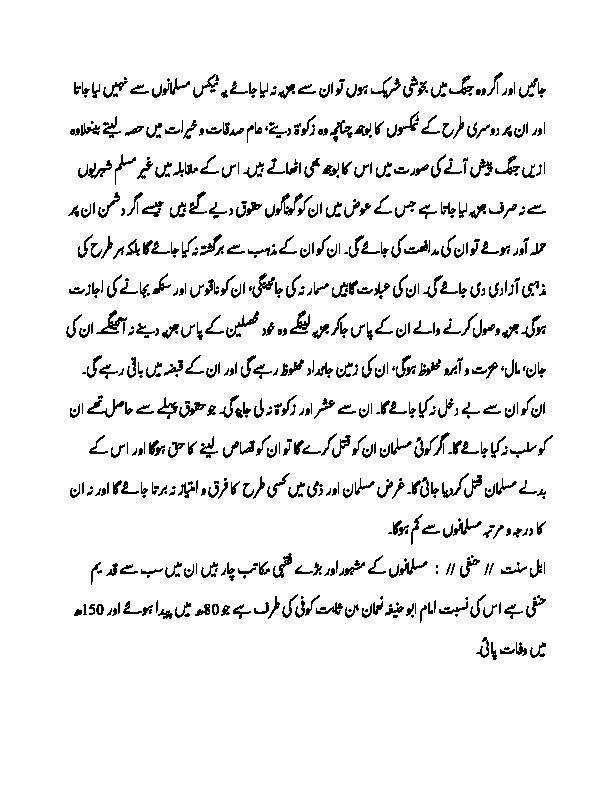 جائیں اور اگر وہ جنگ میں بخوشی شریک ہوں تو ان سے جزیہ نہ لیا جائے یہ ٹیکس مسلمانوں سے نہیں لیا جاتا
اور ان پر دوسری طرح کے ٹیکسوں کا بوجھ چنانچہ وہ زکوۃ دیتے، عام صدقات و خیرات میں حصہ لیتے ہیںعلاوہ
ازیں جنگ پیش آنے کی صورت میں اس کا بوجھ بھی اٹھاتے ہیں۔ اس کے مقابلہ میں غیر مسلم شہریوں
سے نہ صرف جزیہ لیا جاتا ہے جس کے عوض میں ان کو گوناگوں حقوق دیے گئے ہیں جیسے اگر دشمن ان پر
حملہ آور ہوئے تو ان کی مدافعت کی جائے گی۔ ان کو ان کے مذہب سے برگشتہ نہ کیا جائے گا بلکہ ہر طرح کی
مذہبی آزادی دی جائے گی۔ ان کی عبادت گاہیں مسمار نہ کی جائینگی، ان کو ناقوس اور سنکھ بجانے کی اجازت
ہوگی۔ جزیہ وصول کرنے والے ان کے پاس جاکر جزیہ لینگے وہ خود محصلین کے پاس جزیہ دینے نہ آئینگے۔ ان کی
جان، مال، عزت و آبرو محفوظ ہوگی، ان کی زمین جائداد محفوظ رہے گی اور ان کے قبضہ میں باقی رہے گی۔
ان کو ان سے بے دخل نہ کیا جائے گا۔ ان سے عشر اور زکوۃ نہ لی جایے گی۔ جو حقوق پہلے سے حاصل تھے ان
کو سلب نہ کیا جائے گا۔ اگر کوئی مسلمان ان کو قتل کرے گا تو ان کو قصاص لینے کا حق ہوگا اور اس کے
بدلے مسلمان قتل کردیا جائی گا۔ غرض مسلمان اور ذمی میں کسی طرح کا فرق و امتیاز نہ برتا جائے گا اور نہ ان
کا درجہ و مرتبہ مسلمانوں سے کم ہوگا۔
اہل سنت // حنفی // : مسلمانوں کے مشہور اور بڑے فقہی مکاتب چار ہیں ان میں سب سے قدیم
حنفی ہے اس کی نسبت امام ابو حنیفہ نعمان بن ثابت کوفی کی طرف ہے جو 80ھ میں پیدا ہوئے اور 150ھ
میں وفات پائی۔